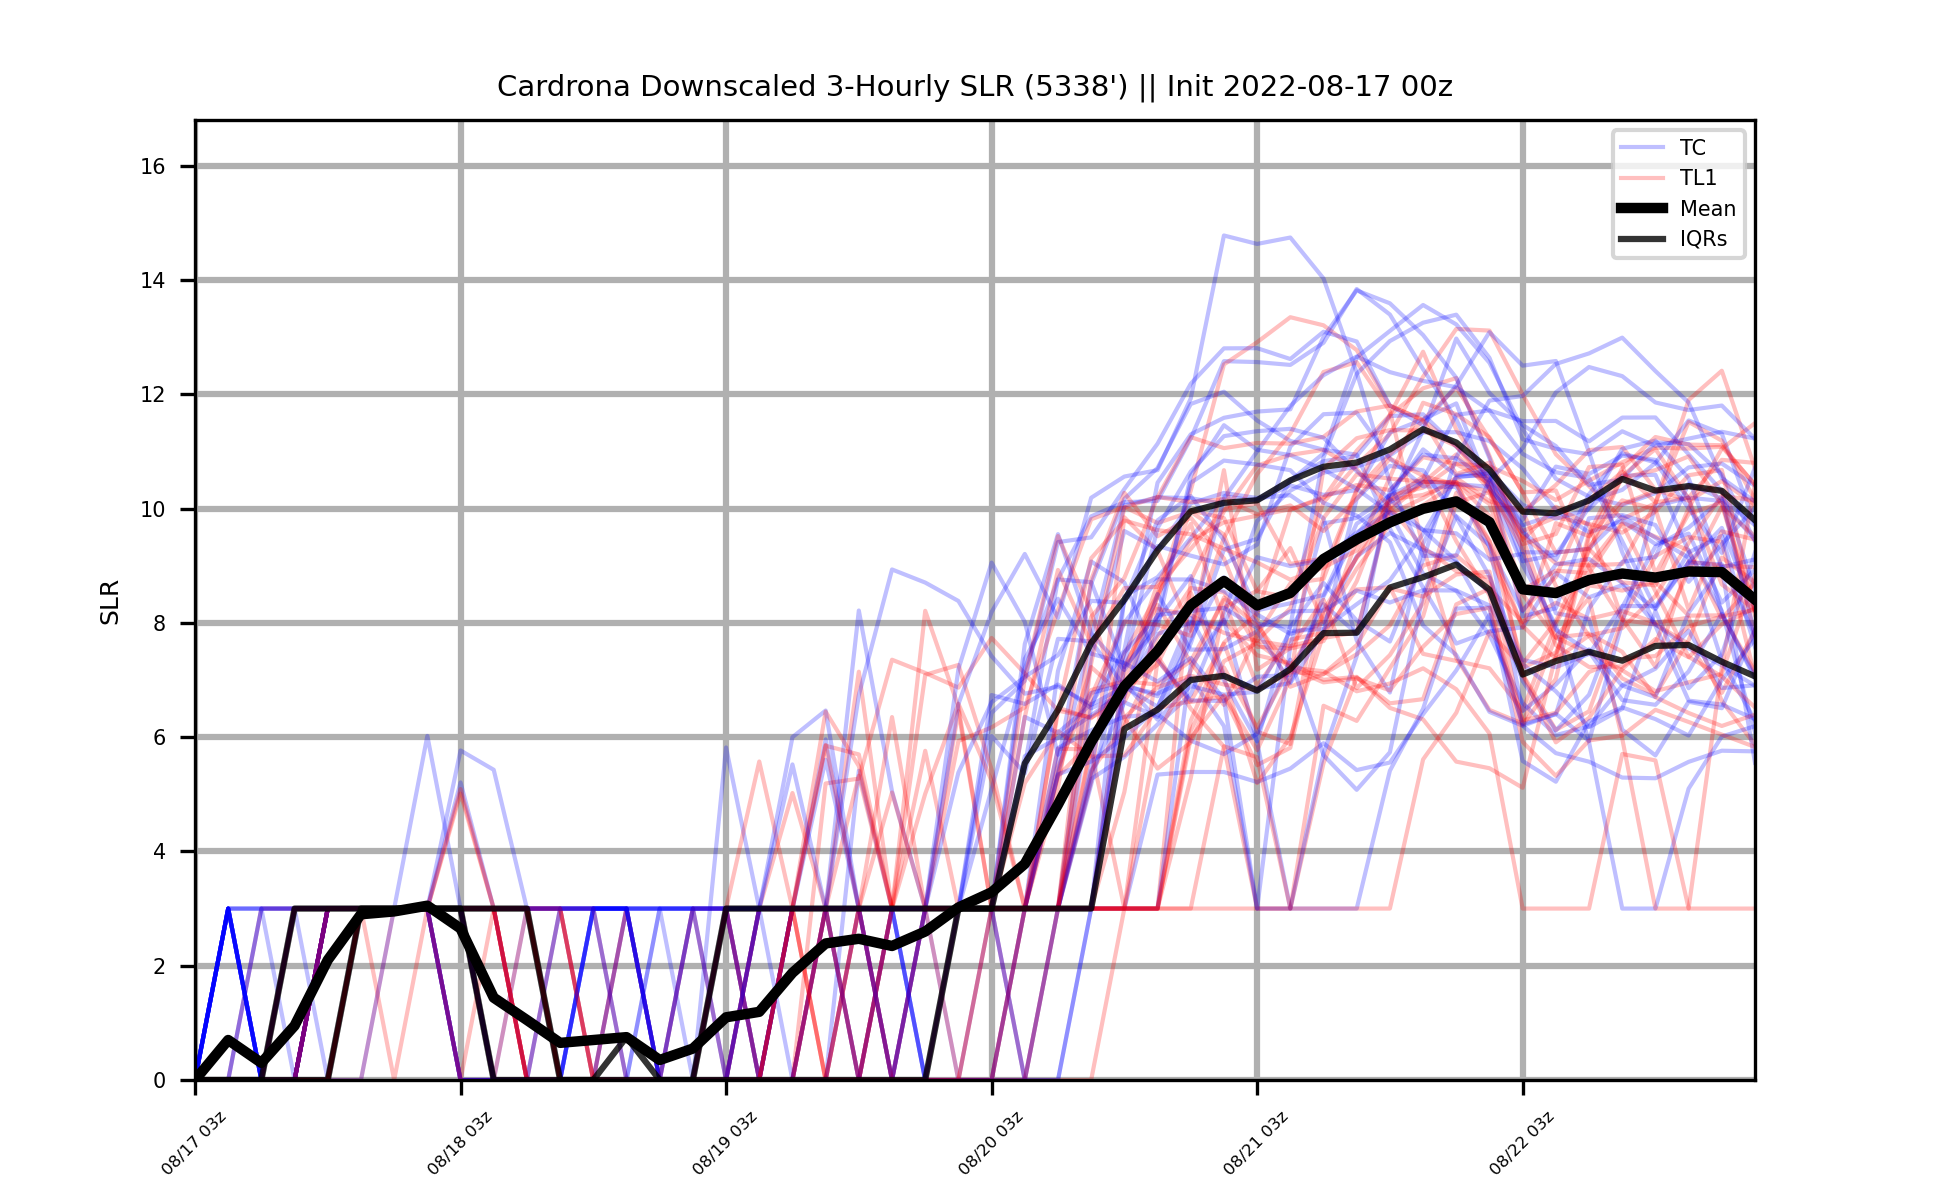 Cardrona Downscaled 3-Hourly SLR (5338') || Init 2022-08-17 00z
TC
TL1
Mean
IQRs
SLR
16
14
12
10
8
6
4
2
0
08/17 03z
08/18 03z
08/19 03z
08/20 03z
08/21 03z
08/22 03z